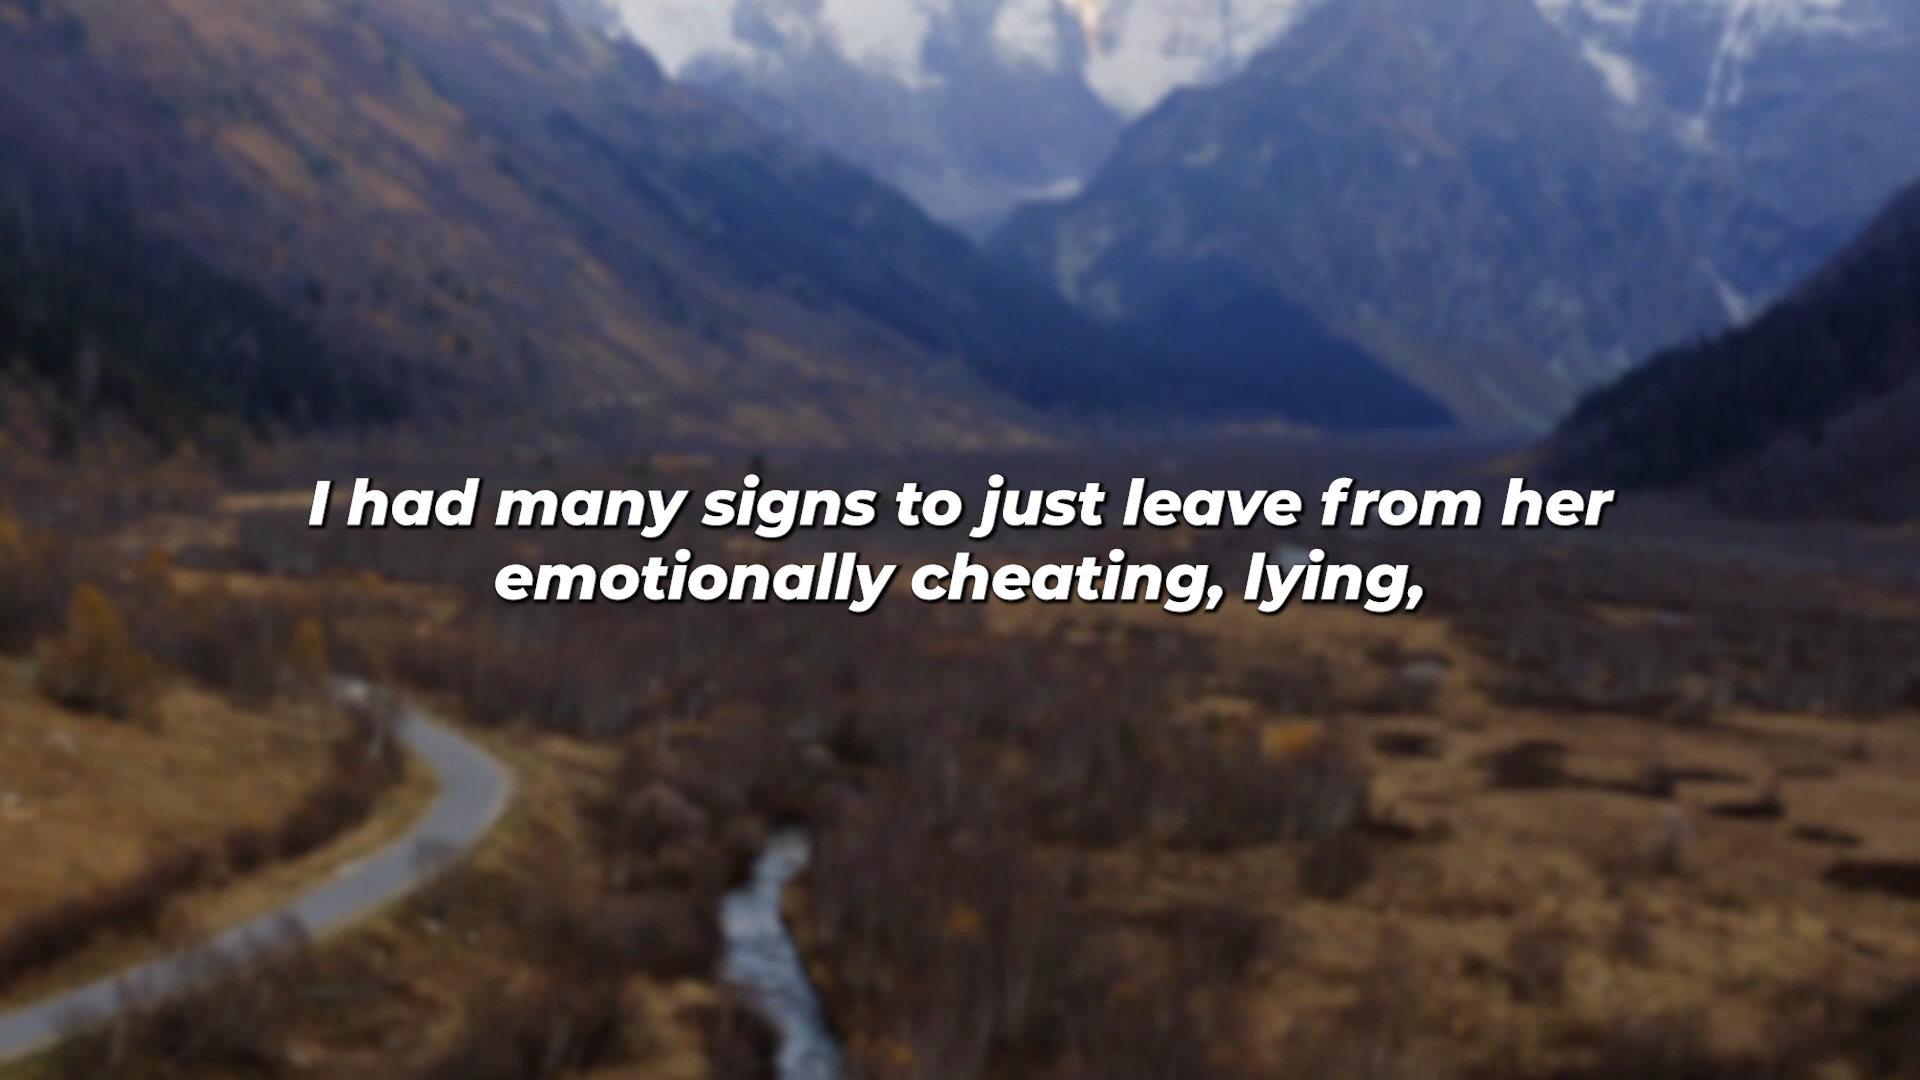 I had many signs to just leave from her
emotionally cheating, lying,